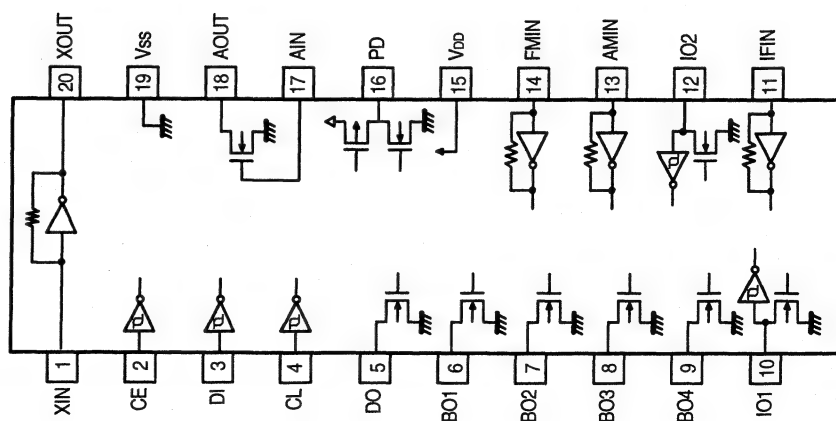 XOUT
Vss
AOUT
AIN
PD
VDD
FMIN
AMIN
IO2
IFIN
20
19
18
17
16
15
14
13
12
11
1
2
3
4
5
6
7
8
9
10
XIN
CE
DI
CL
DO
BO1
BO2
BO3
BO4
IO1